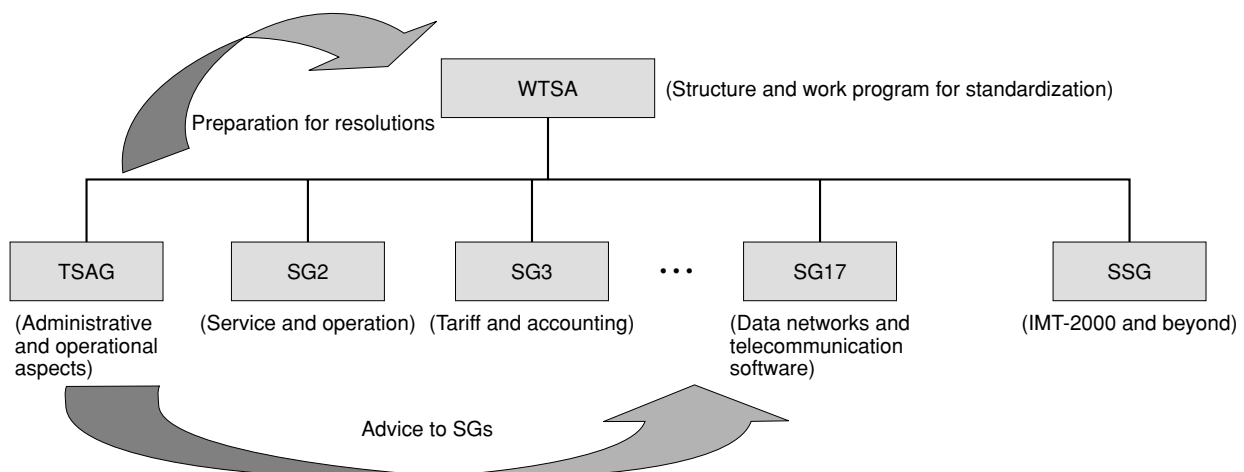 WTSA
(Structure and work program for standardization)
Preparation for resolutions
TSAG
SG2
SG3
...
SG17
SSG
(Administrative
and operational
aspects)
(Service and operation)
(Tariff and accounting)
(Data networks and
telecommunication
software)
(IMT-2000 and beyond)
Advice to SGs